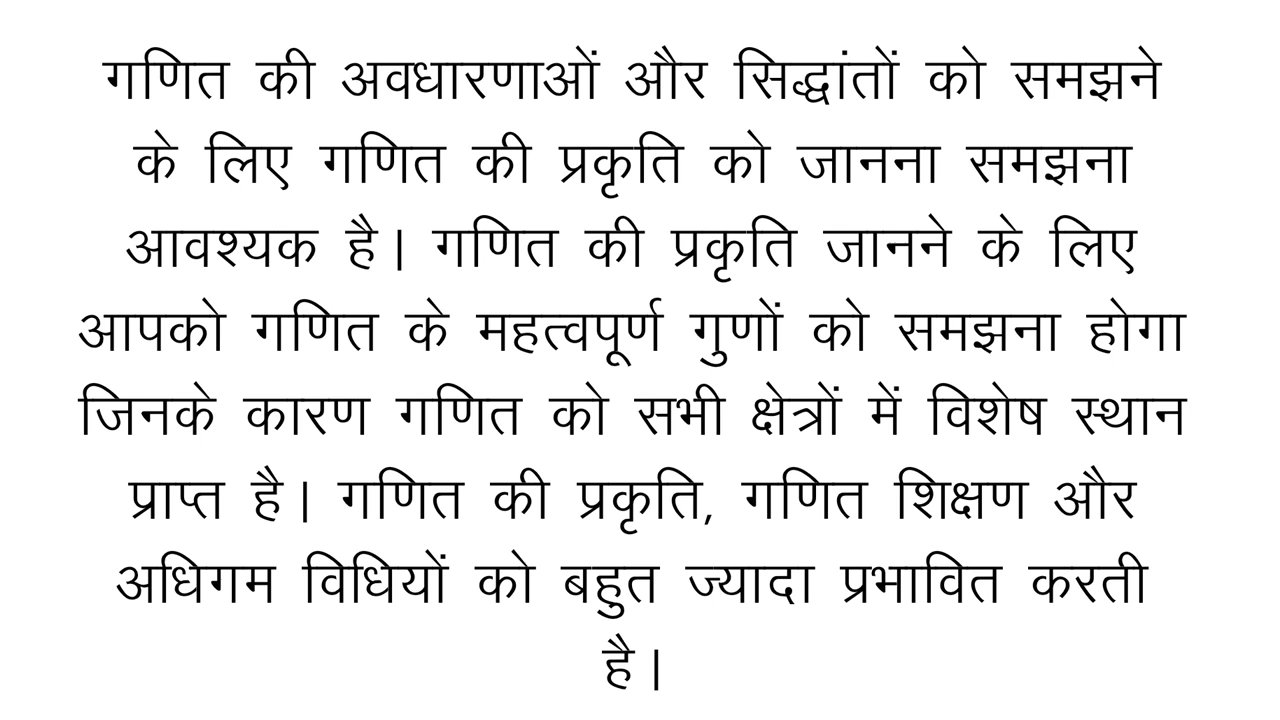 गणित की अवधारणाओं और सिद्धांतों को समझने
के लिए गणित की प्रकृति को जानना समझना
आवश्यक है। गणित की प्रकृति जानने के लिए
आपको गणित के महत्वपूर्ण गुणों को समझना होगा
जिनके कारण गणित को सभी क्षेत्रों में विशेष स्थान
प्राप्त है। गणित की प्रकृति, गणित शिक्षण और
अधिगम विधियों को बहुत ज्यादा प्रभावित करती
है।